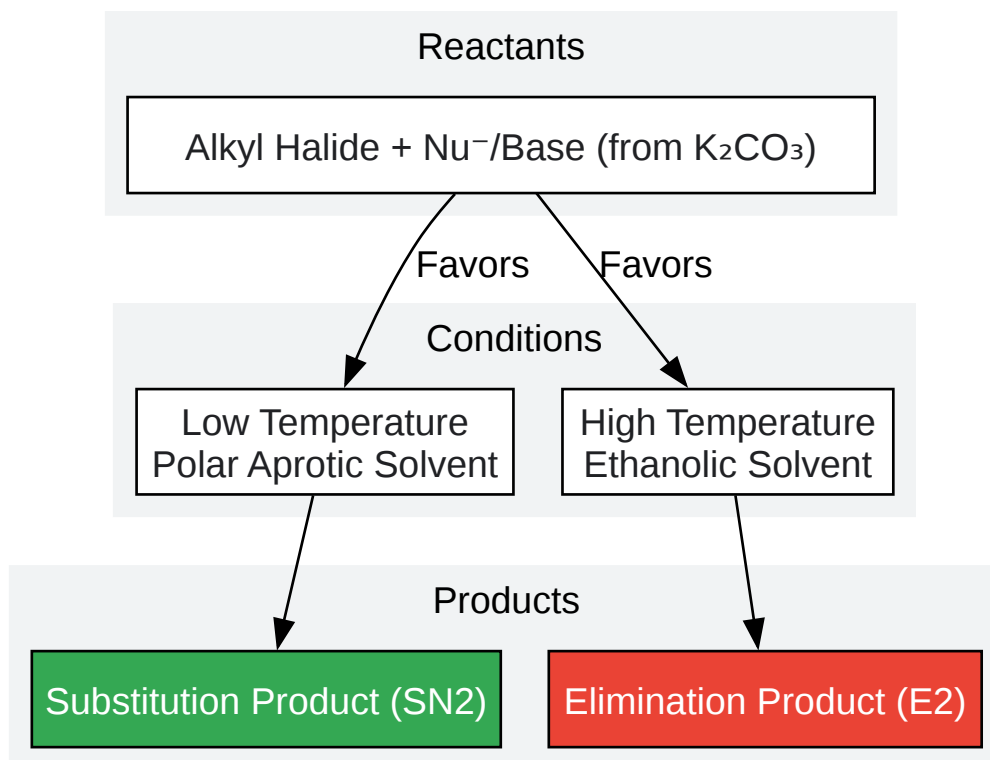 Reactants
Alkyl Halide + Nu⁻/Base (from K₂CO₃)
Favors
Favors
Conditions
Low Temperature
Polar Aprotic Solvent
High Temperature
Ethanolic Solvent
Products
Substitution Product (SN2)
Elimination Product (E2)